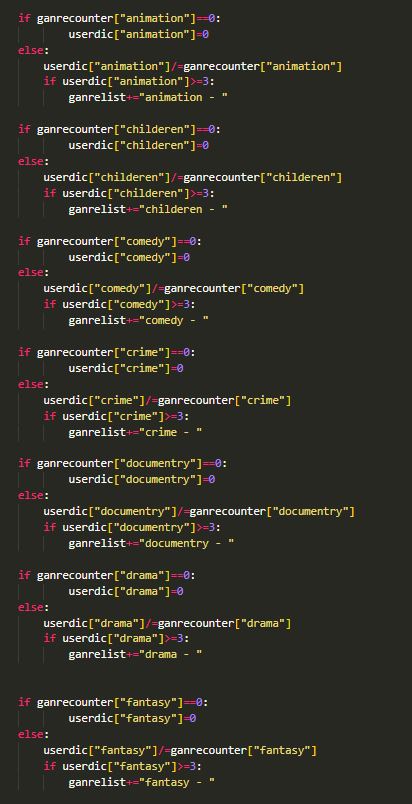 if ganrecounter["animation"]==0:
userdic["animation"]=0
else:
userdic["animation"]/=ganrecounter["animation"]
if userdic["animation"]>=3:
ganrelist+="animation - "
if ganrecounter["childeren"]==0:
userdic["childeren"]=0
else:
userdic["childeren"]/=ganrecounter["childeren"]
if userdic["childeren"]>=3:
ganrelist+="childeren - "
if ganrecounter["comedy"]==0:
userdic["comedy"]=0
else:
userdic["comedy"]/=ganrecounter["comedy"]
if userdic["comedy"]>=3:
ganrelist+="comedy - "
if ganrecounter["crime"]==0:
userdic["crime"]=0
else:
userdic["crime"]/=ganrecounter["crime"]
if userdic["crime"]>=3:
ganrelist+="crime - "
if ganrecounter["documentry"]==0:
userdic["documentry"]=0
else:
userdic["documentry"]/=ganrecounter["documentry"]
if userdic["documentry"]>=3:
ganrelist+="documentry - "
if ganrecounter["drama"]==0:
userdic["drama"]=0
else:
userdic["drama"]/=ganrecounter["drama"]
if userdic["drama"]>=3:
ganrelist+="drama - "
if ganrecounter["fantasy"]==0:
userdic["fantasy"]=0
else:
userdic["fantasy"]/=ganrecounter["fantasy"]
if userdic["fantasy"]>=3:
ganrelist+="fantasy - "